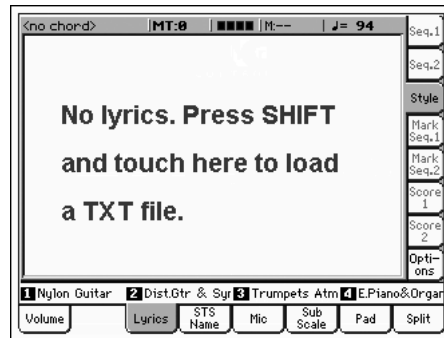 <no chord> |MT:0 | |M:-- | ♩= 94
Seq.1
Seq.2
Style
Mark
Seq.1
Mark
Seq.2
Score
1
Score
2
Opti-
ons
No lyrics. Press SHIFT
and touch here to load
a TXT file.
1 Nylon Guitar 2 Dist.Gtr & Syr 3 Trumpets Atm 4 E.Piano&Organ
Volume Lyrics STS Name Mic Sub Scale Pad Split